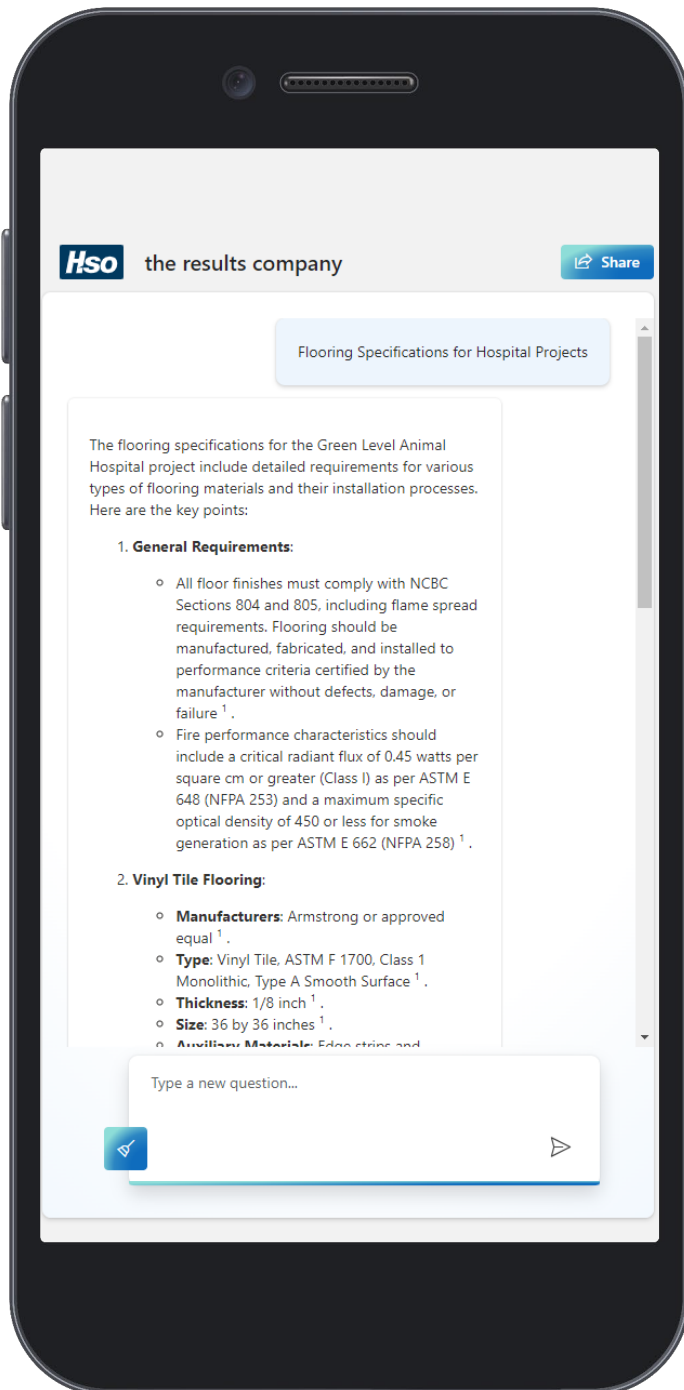 Hso the results company
Share
Flooring Specifications for Hospital Projects
The flooring specifications for the Green Level Animal
Hospital project include detailed requirements for various
types of flooring materials and their installation processes.
Here are the key points:
1. General Requirements:
All floor finishes must comply with NCBC
Sections 804 and 805, including flame spread
requirements. Flooring should be
manufactured, fabricated, and installed to
performance criteria certified by the
manufacturer without defects, damage, or
failure 1 .
Fire performance characteristics should
include a critical radiant flux of 0.45 watts per
square cm or greater (Class I) as per ASTM E
648 (NFPA 253) and a maximum specific
optical density of 450 or less for smoke
generation as per ASTM E 662 (NFPA 258) 1 .
2. Vinyl Tile Flooring:
Manufacturers: Armstrong or approved
equal 1 .
Type: Vinyl Tile, ASTM F 1700, Class 1
Monolithic, Type A Smooth Surface 1 .
Thickness: 1/8 inch 1 .
Size: 36 by 36 inches 1 .
Auxiliary Materials: Edge strips and
Type a new question...